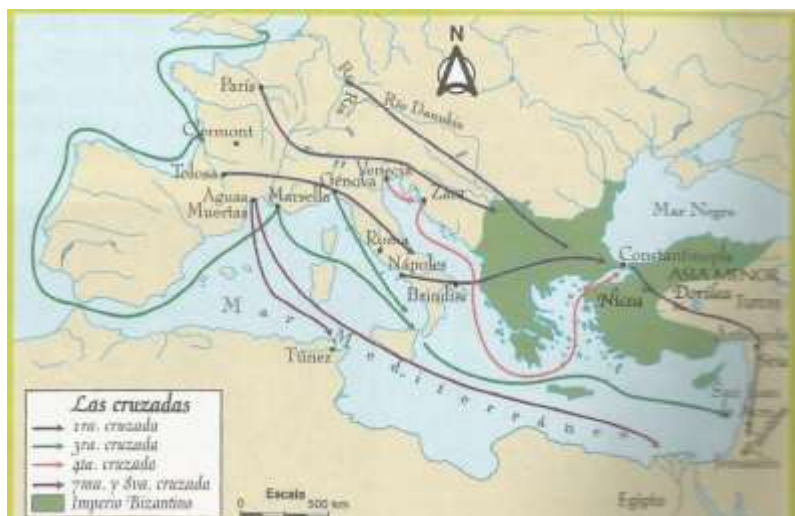 N
París
Río Rin
Río Danubio
Clermont
Tolosa
Venecia
Génova
Zara
Aguas
Muertas
Marsella
Mar Negro
Roma
Nápoles
Constantinopla
ASIA MENOR
Brindisi
Nicea
Dorilea
Mar Mediterráneo
Túnez
Egipto
Las cruzadas
1ra. cruzada
3ra. cruzada
4ta. cruzada
7ma. y 8va. cruzada
Imperio Bizantino
Escala
0 500 km